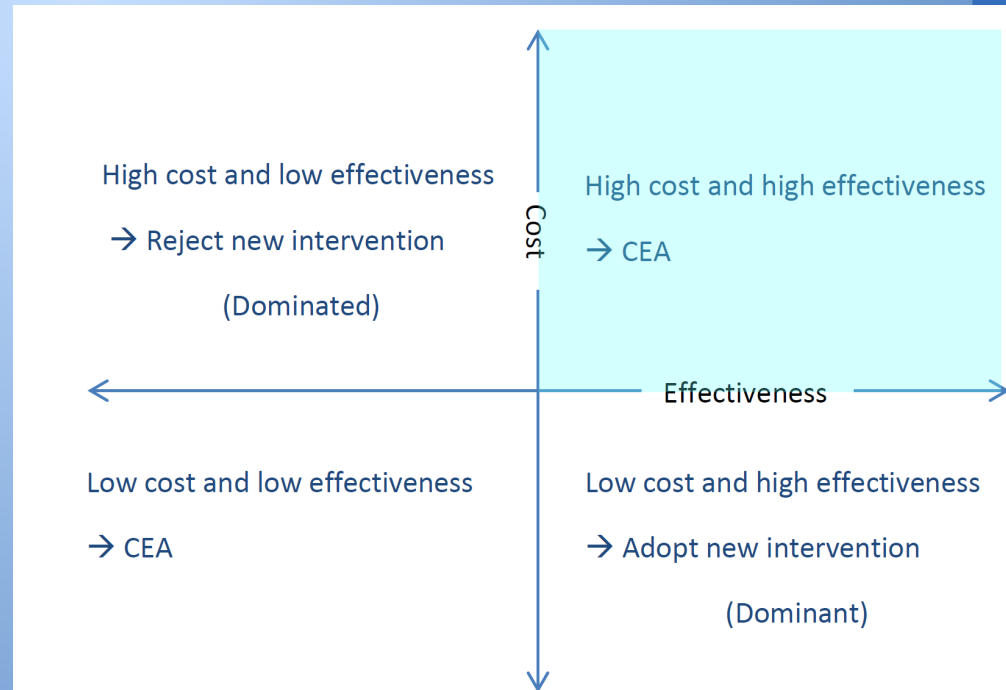 High cost and low effectiveness
→ Reject new intervention
(Dominated)
High cost and high effectiveness
→ CEA
Cost
Effectiveness
Low cost and low effectiveness
→ CEA
Low cost and high effectiveness
→ Adopt new intervention
(Dominant)